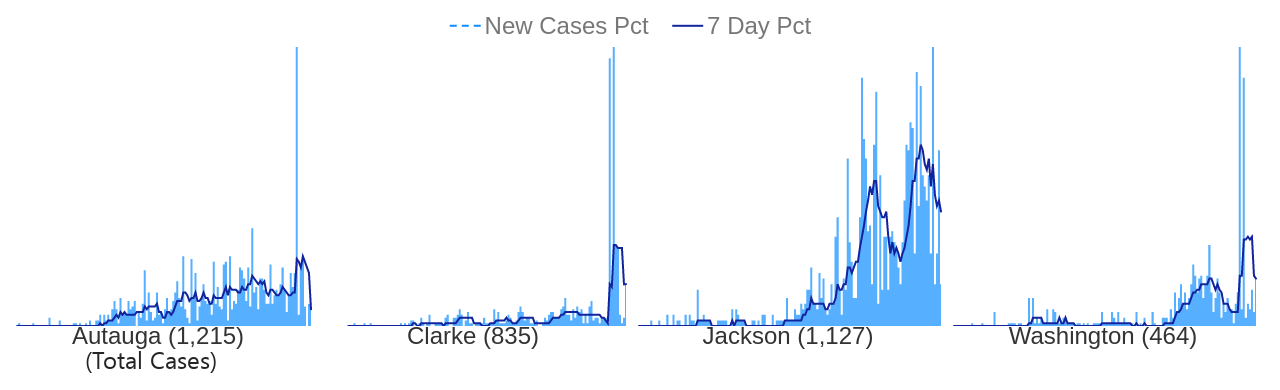 New Cases Pct 7 Day Pct
Autauga (1,215) Clarke (835) Jackson (1,127) Washington (464)
(Total Cases)